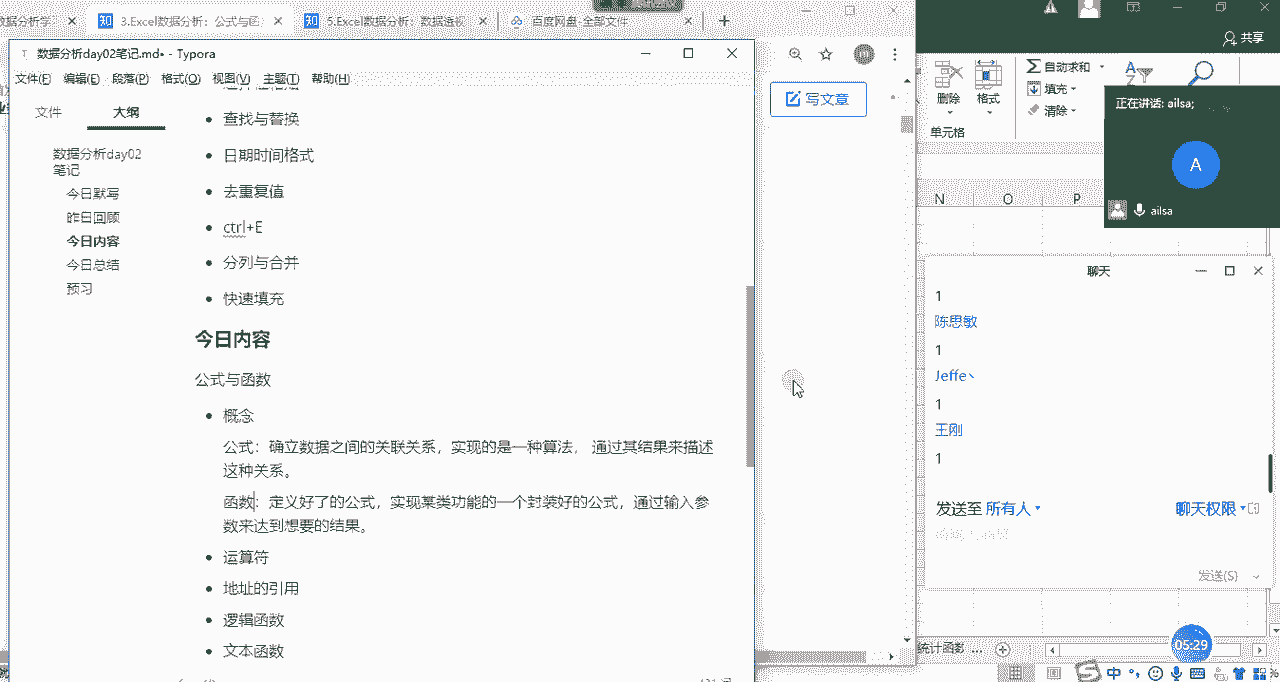 数据分析学
3.Excel数据分析：公式与函
5.Excel数据分析：数据透视
百度网盘-全部文件
数据分析day02笔记.md• - Typora
文件(F) 编辑(E) 段落(P) 格式(O) 视图(V) 主题(T) 帮助(H)
文件 大纲
数据分析day02
笔记
今日默写
昨日回顾
今日内容
今日总结
预习
查找与替换
日期时间格式
去重复值
ctrl+E
分列与合并
快速填充
今日内容
公式与函数
概念
公式：确立数据之间的关联关系，实现的是一种算法， 通过其结果来描述
这种关系。
函数：定义好了的公式，实现某类功能的一个封装好的公式，通过输入参
数来达到想要的结果。
运算符
地址的引用
逻辑函数
文本函数
写文章
共享
删除 格式
单元格
自动求和
填充
清除
正在讲话: ailsa;
A
ailsa
N O P
聊天
1
陈思敏
1
Jeffe丶
1
王刚
1
发送至 所有人
聊天权限
发送(S)
统计函数 ...
05:29
中